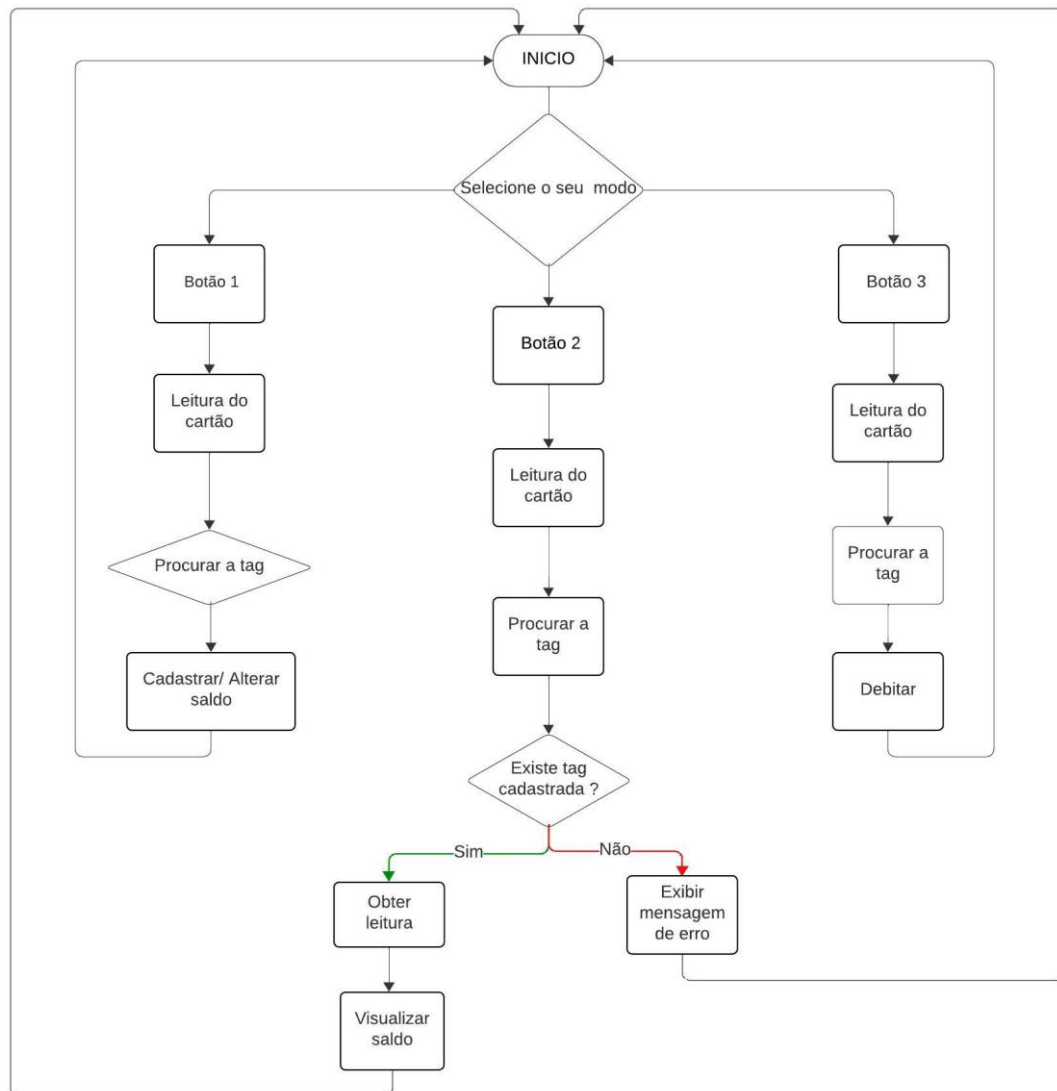 INICIO
Selecione o seu modo
Botão 1
Leitura do
cartão
Procurar a tag
Cadastrar/ Alterar
saldo
Botão 2
Leitura do
cartão
Procurar a
tag
Existe tag
cadastrada ?
Sim
Não
Obter
leitura
Visualizar
saldo
Exibir
mensagem
de erro
Botão 3
Leitura do
cartão
Procurar a
tag
Debitar